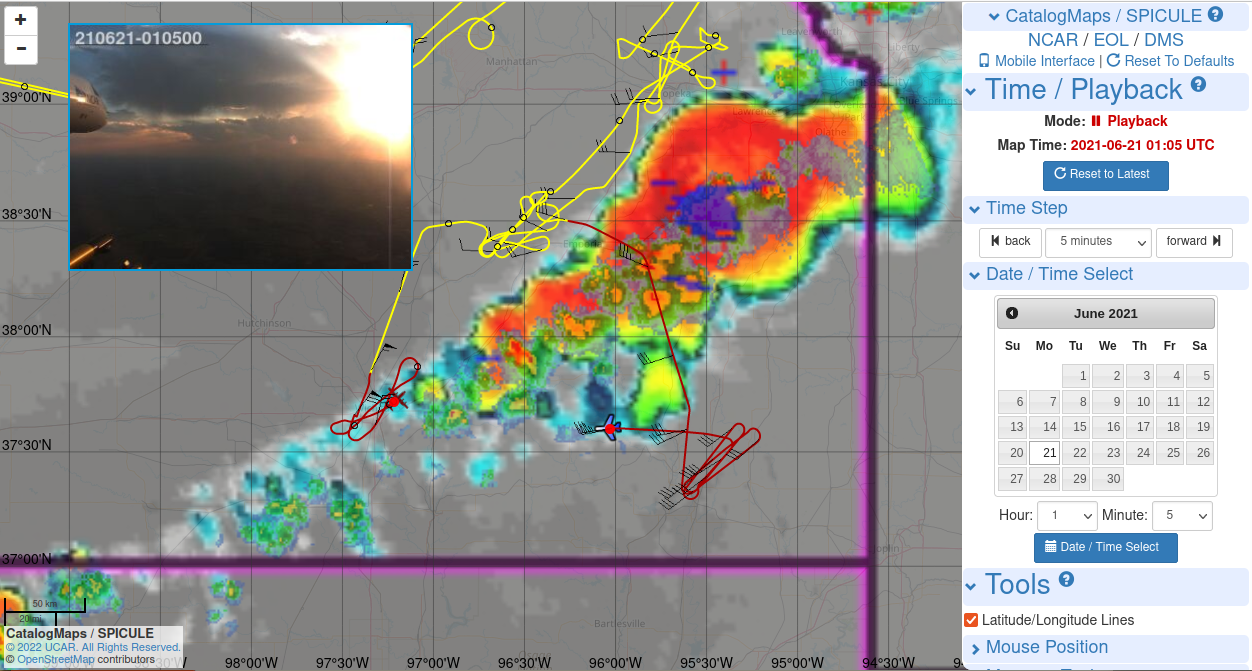 +
−
210621-010500
Manhattan
Topeka
Lawrence
Olathe
Kansas City
Liberty
Blue Springs
Emporia
Hutchinson
Bartlesville
Joplin
39°00'N
38°30'N
38°00'N
37°30'N
37°00'N
50 km
20 mi
CatalogMaps / SPICULE
© 2022 UCAR. All Rights Reserved.
© OpenStreetMap contributors
98°00'W
97°30'W
97°00'W
96°30'W
96°00'W
95°30'W
95°00'W
94°30'W
CatalogMaps / SPICULE ?
NCAR / EOL / DMS
Mobile Interface | Reset To Defaults
Time / Playback ?
Mode: Playback
Map Time: 2021-06-21 01:05 UTC
Reset to Latest
Time Step
back 5 minutes forward
Date / Time Select
June 2021
Su Mo Tu We Th Fr Sa
1 2 3 4 5
6 7 8 9 10 11 12
13 14 15 16 17 18 19
20 21 22 23 24 25 26
27 28 29 30
Hour: 1 Minute: 5
Date / Time Select
Tools ?
Latitude/Longitude Lines
Mouse Position